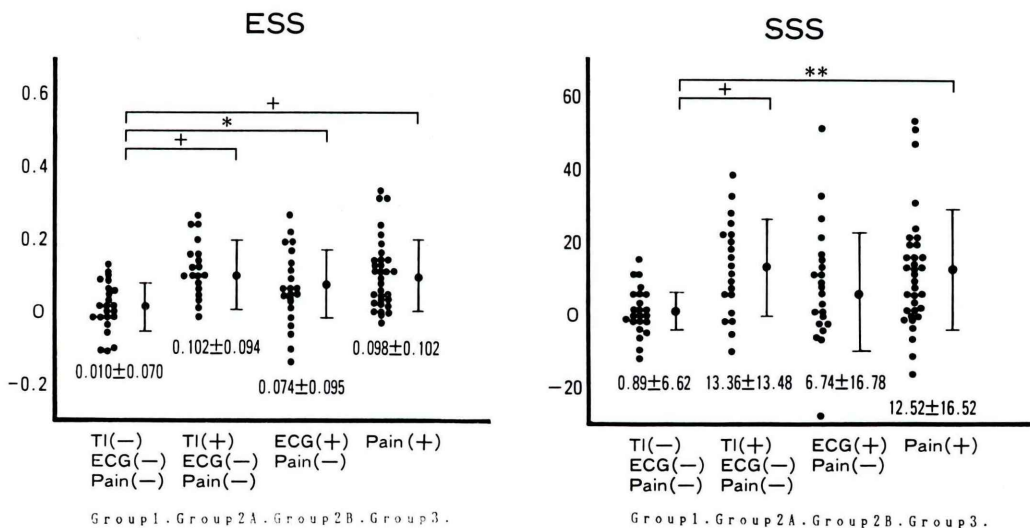 ESS
0.6
0.4
0.2
0
−0.2
+
*
+
0.010±0.070
0.102±0.094
0.074±0.095
0.098±0.102
TI(−) TI(+) ECG(+) Pain(+)
ECG(−) ECG(−) Pain(−)
Pain(−) Pain(−)
Group1. Group2A. Group2B. Group3.
SSS
60
40
20
0
−20
**
+
0.89±6.62
13.36±13.48
6.74±16.78
12.52±16.52
TI(−) TI(+) ECG(+) Pain(+)
ECG(−) ECG(−) Pain(−)
Pain(−) Pain(−)
Group1. Group2A. Group2B. Group3.